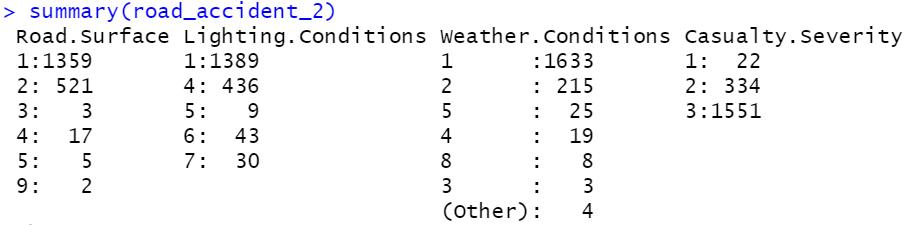 > summary(road_accident_2)
 Road.Surface Lighting.Conditions Weather.Conditions Casualty.Severity
 1:1359       1:1389              1      :1633       1:  22
 2: 521       4: 436              2      : 215       2: 334
 3:   3       5:   9              5      :  25       3:1551
 4:  17       6:  43              4      :  19
 5:   5       7:  30              8      :   8
 9:   2                           3      :   3
                                  (Other):   4